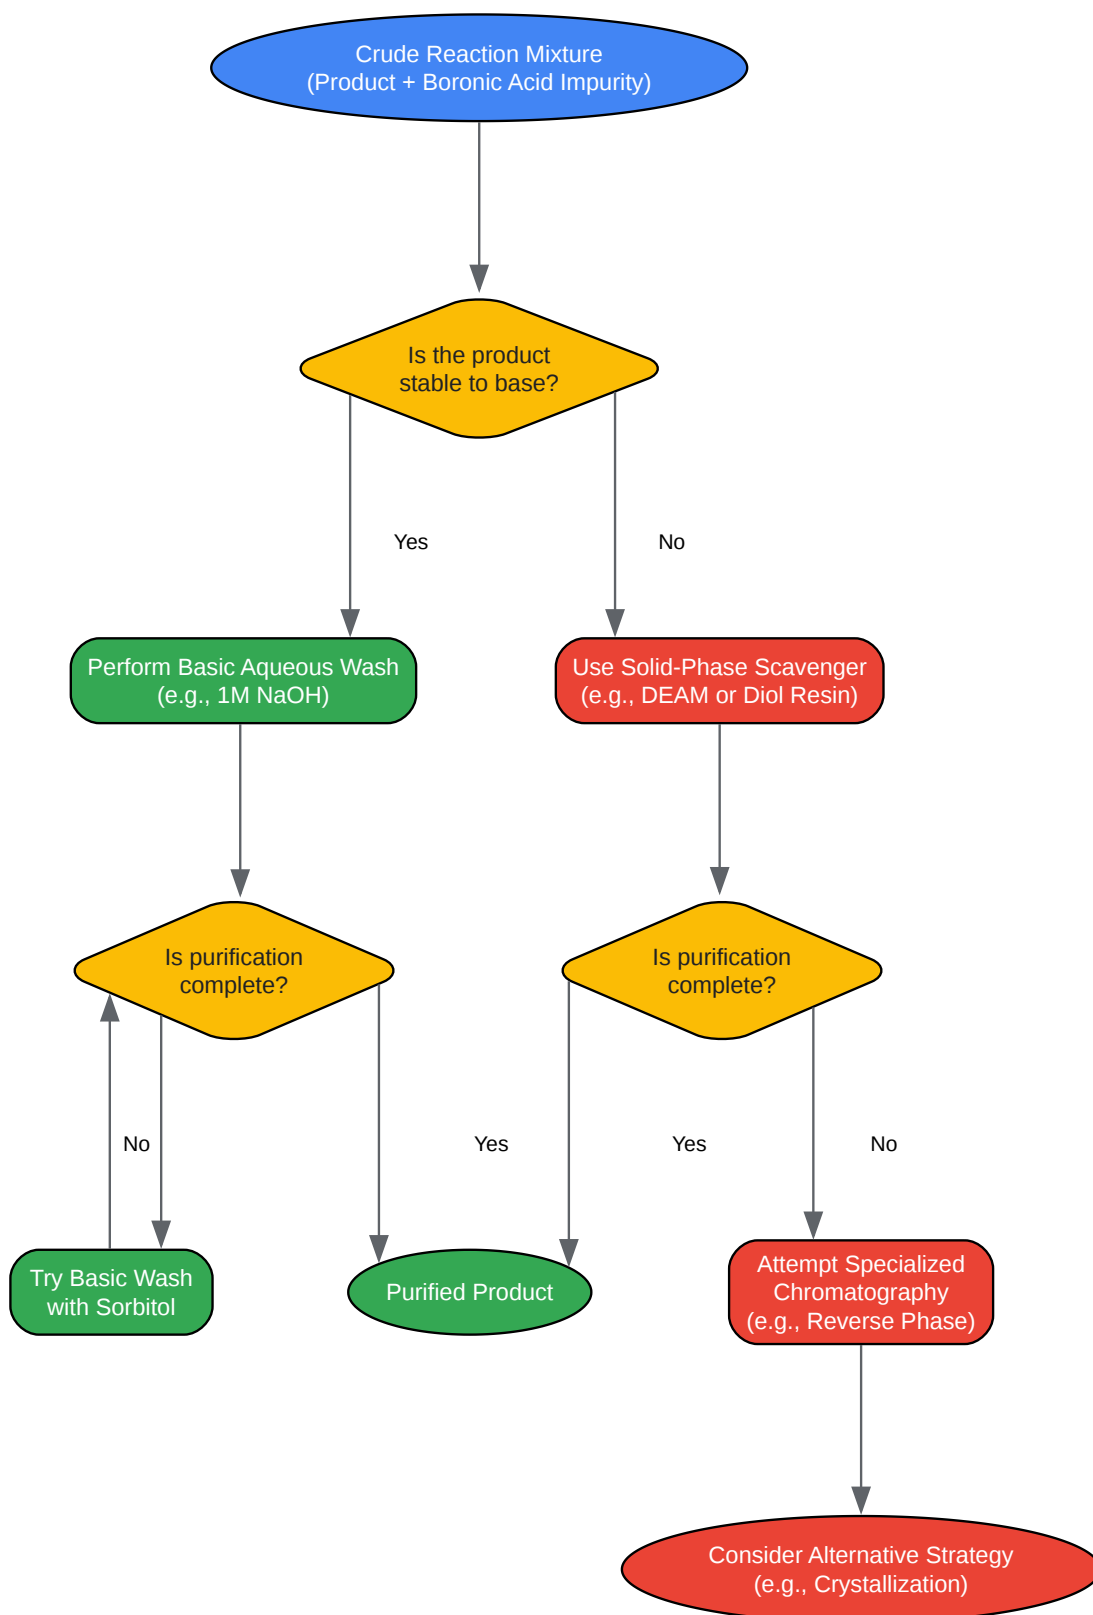 Crude Reaction Mixture
(Product + Boronic Acid Impurity)
Is the product
stable to base?
Yes
No
Perform Basic Aqueous Wash
(e.g., 1M NaOH)
Use Solid-Phase Scavenger
(e.g., DEAM or Diol Resin)
Is purification
complete?
Is purification
complete?
No
Yes
Yes
No
Try Basic Wash
with Sorbitol
Purified Product
Attempt Specialized
Chromatography
(e.g., Reverse Phase)
Consider Alternative Strategy
(e.g., Crystallization)